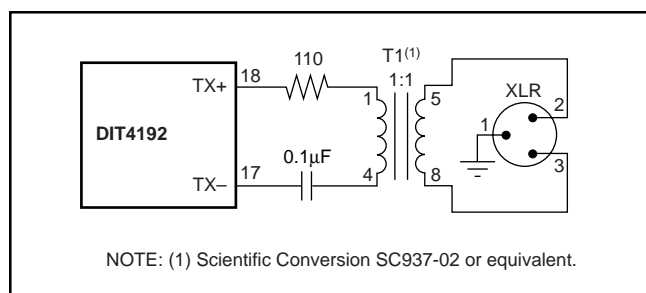 110
T1(1)
1:1
TX+
18
1
5
XLR
2
1
DIT4192
0.1µF
3
TX–
17
4
8
NOTE: (1) Scientific Conversion SC937-02 or equivalent.